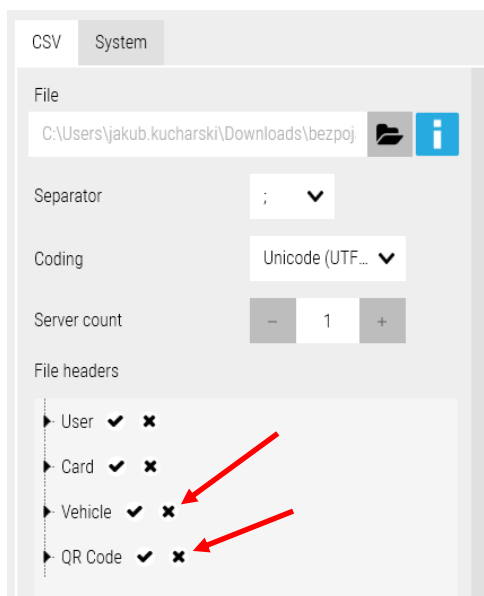 CSV System
File
C:\Users\jakub.kucharski\Downloads\bezpoj
Separator ;
Coding Unicode (UTF...
Server count - 1 +
File headers
User
Card
Vehicle
QR Code